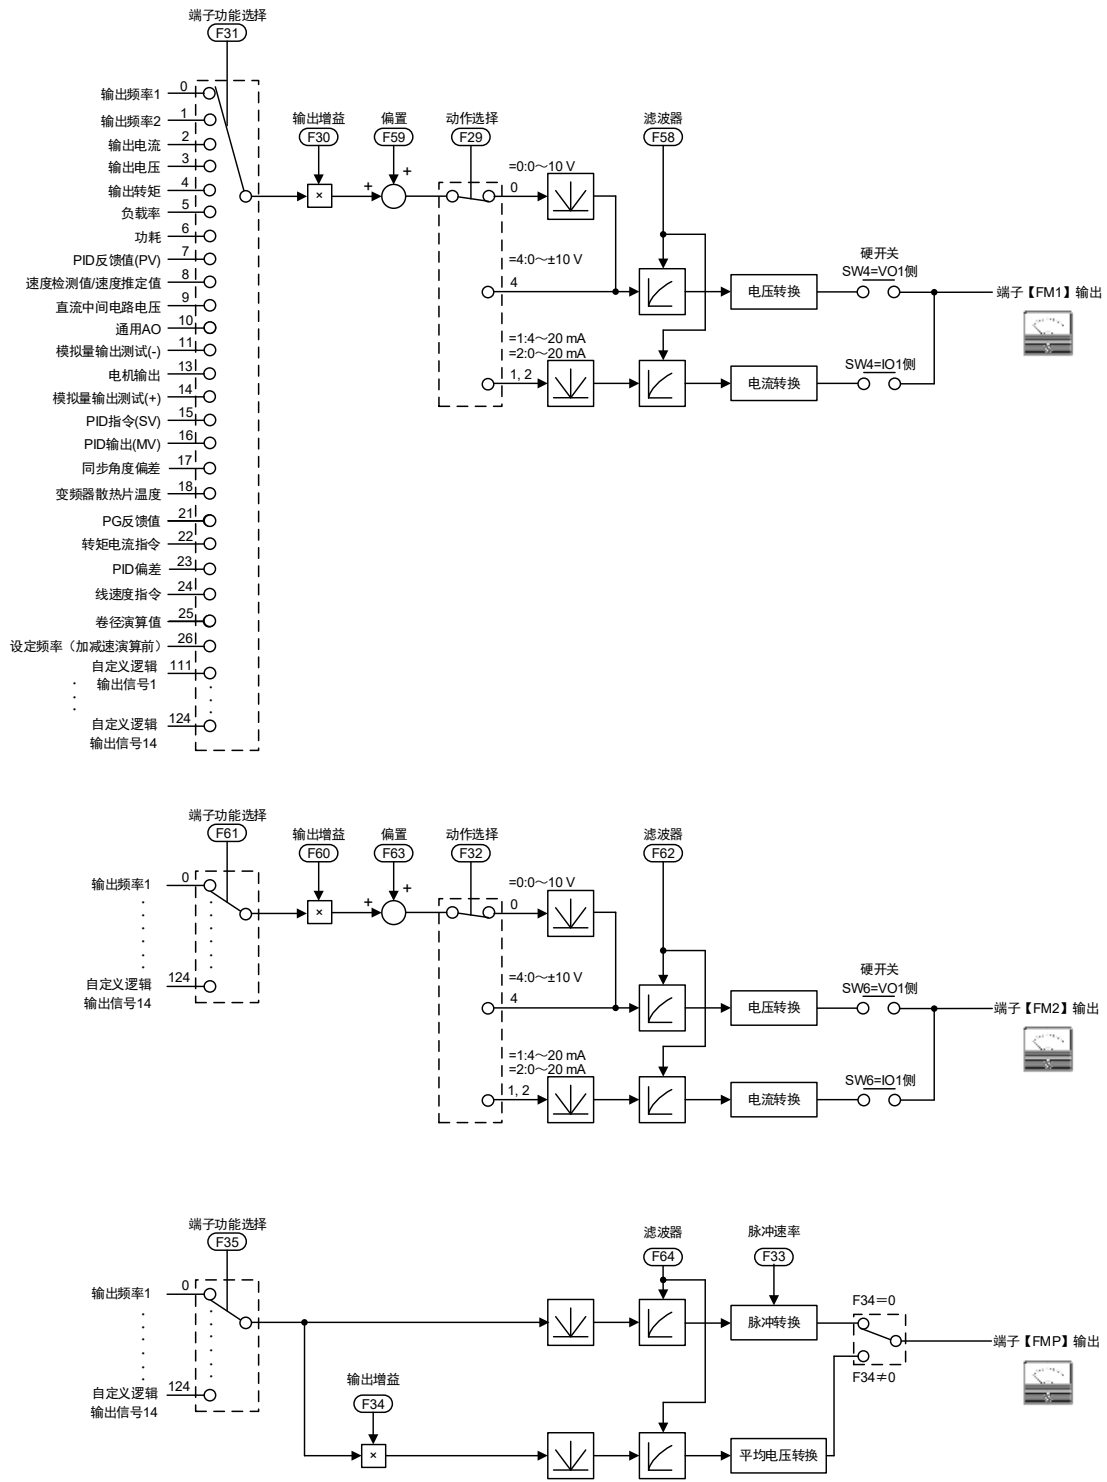 端子功能选择
F31
输出频率1 0
输出频率2 1
输出电流 2
输出电压 3
输出转矩 4
负载率 5
功耗 6
PID反馈值(PV) 7
速度检测值/速度推定值 8
直流中间电路电压 9
通用AO 10
模拟量输出测试(-) 11
电机输出 13
模拟量输出测试(+) 14
PID指令(SV) 15
PID输出(MV) 16
同步角度偏差 17
变频器散热片温度 18
PG反馈值 21
转矩电流指令 22
PID偏差 23
线速度指令 24
卷径演算值 25
设定频率（加减速演算前） 26
自定义逻辑 111
输出信号1
自定义逻辑 124
输出信号14
输出增益
F30
×
偏置
F59
+ +
动作选择
F29
=0:0～10 V
0
=4:0～±10 V
4
=1:4～20 mA
=2:0～20 mA
1, 2
滤波器
F58
电压转换
电流转换
硬开关
SW4=VO1侧
SW4=IO1侧
端子【FM1】输出
端子功能选择
F61
输出频率1 0
自定义逻辑 124
输出信号14
输出增益
F60
×
偏置
F63
+ +
动作选择
F32
=0:0～10 V
0
=4:0～±10 V
4
=1:4～20 mA
=2:0～20 mA
1, 2
滤波器
F62
电压转换
电流转换
硬开关
SW6=VO1侧
SW6=IO1侧
端子【FM2】输出
端子功能选择
F35
输出频率1 0
自定义逻辑 124
输出信号14
输出增益
F34
×
滤波器
F64
脉冲速率
F33
脉冲转换
平均电压转换
F34＝0
F34≠0
端子【FMP】输出